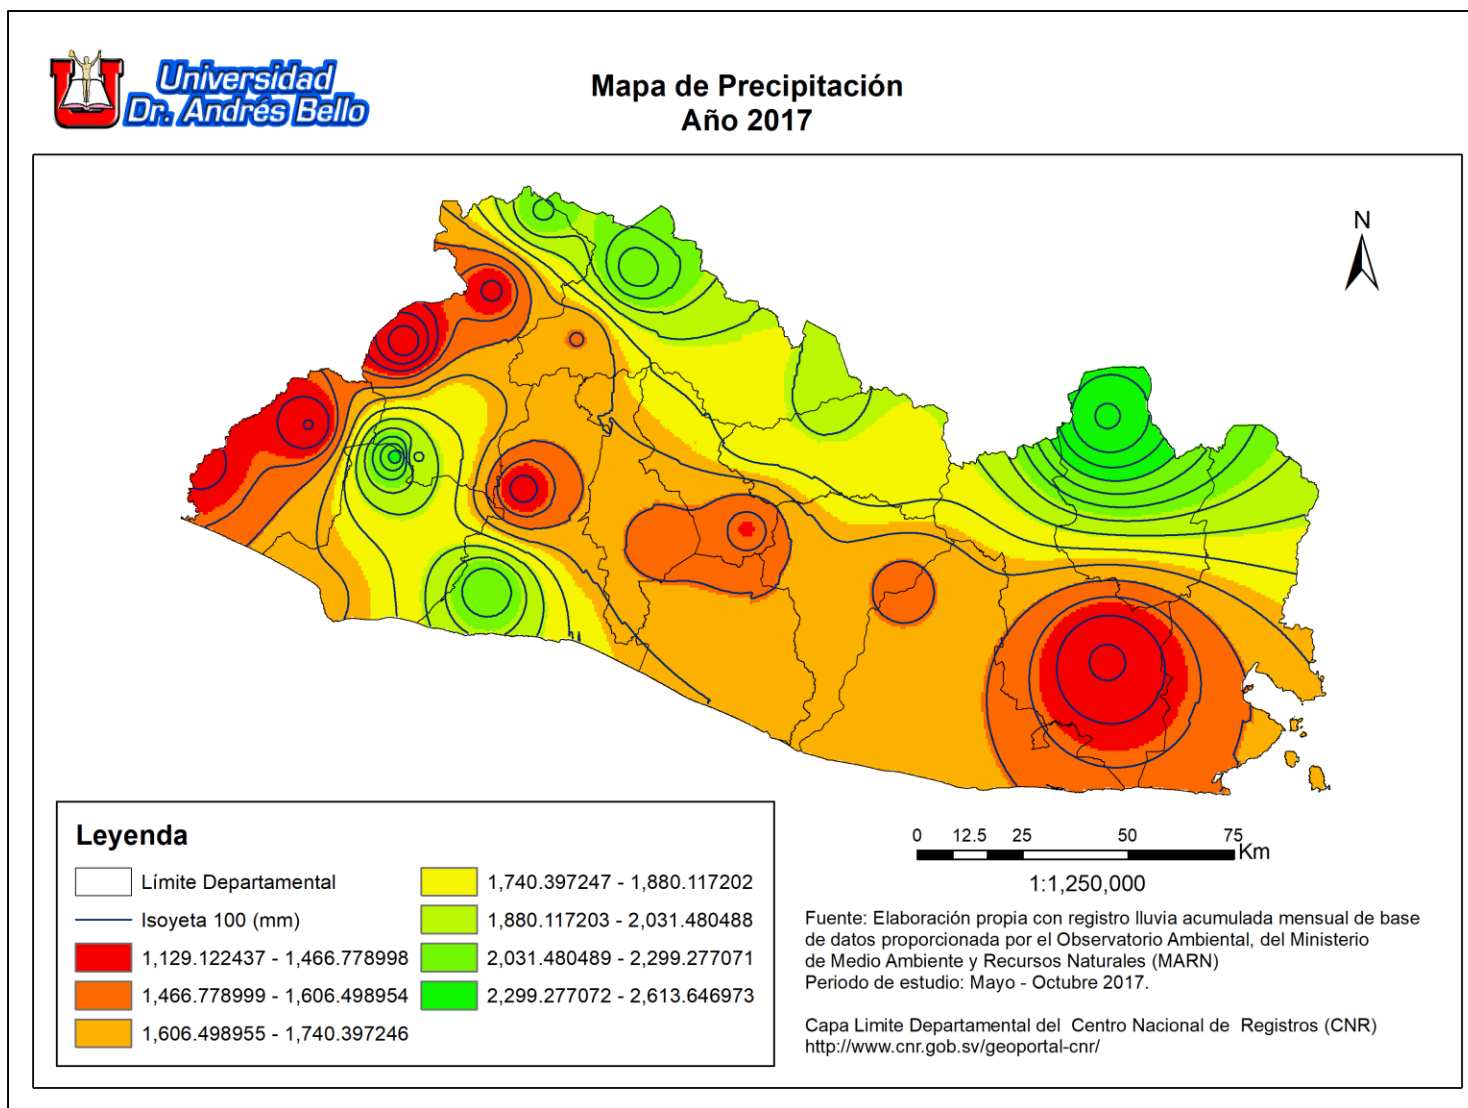 Universidad
Dr. Andrés Bello
Mapa de Precipitación
Año 2017
N
Leyenda
Límite Departamental
Isoyeta 100 (mm)
1,129.122437 - 1,466.778998
1,466.778999 - 1,606.498954
1,606.498955 - 1,740.397246
1,740.397247 - 1,880.117202
1,880.117203 - 2,031.480488
2,031.480489 - 2,299.277071
2,299.277072 - 2,613.646973
0 12.5 25 50 75
Km
1:1,250,000
Fuente: Elaboración propia con registro lluvia acumulada mensual de base
de datos proporcionada por el Observatorio Ambiental, del Ministerio
de Medio Ambiente y Recursos Naturales (MARN)
Periodo de estudio: Mayo - Octubre 2017.
Capa Limite Departamental del Centro Nacional de Registros (CNR)
http://www.cnr.gob.sv/geoportal-cnr/